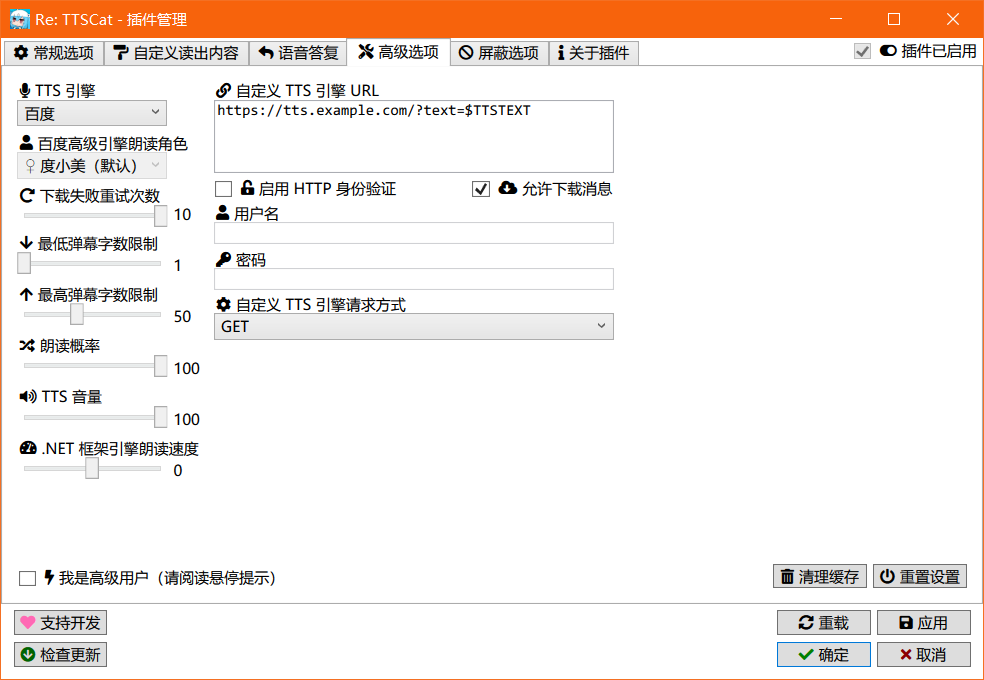 Re: TTSCat - 插件管理
常规选项
自定义读出内容
语音答复
高级选项
屏蔽选项
关于插件
插件已启用
TTS 引擎
百度
百度高级引擎朗读角色
♀ 度小美（默认）
下载失败重试次数
10
最低弹幕字数限制
1
最高弹幕字数限制
50
朗读概率
100
TTS 音量
100
.NET 框架引擎朗读速度
0
自定义 TTS 引擎 URL
https://tts.example.com/?text=$TTSTEXT
启用 HTTP 身份验证
允许下载消息
用户名
密码
自定义 TTS 引擎请求方式
GET
我是高级用户（请阅读悬停提示）
清理缓存
重置设置
支持开发
重载
应用
检查更新
确定
取消